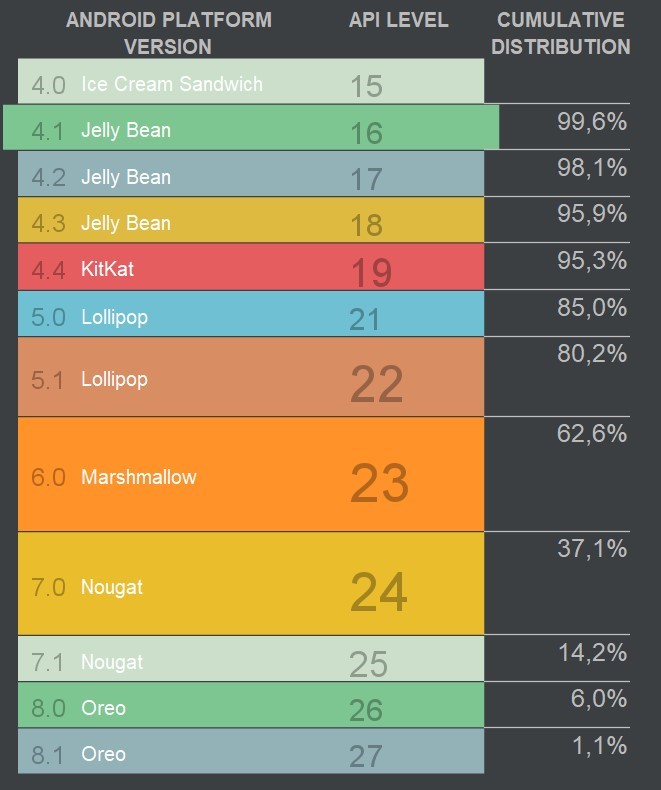 ANDROID PLATFORM VERSION API LEVEL CUMULATIVE DISTRIBUTION
4.0 Ice Cream Sandwich 15
4.1 Jelly Bean 16 99,6%
4.2 Jelly Bean 17 98,1%
4.3 Jelly Bean 18 95,9%
4.4 KitKat 19 95,3%
5.0 Lollipop 21 85,0%
5.1 Lollipop 22 80,2%
6.0 Marshmallow 23 62,6%
7.0 Nougat 24 37,1%
7.1 Nougat 25 14,2%
8.0 Oreo 26 6,0%
8.1 Oreo 27 1,1%